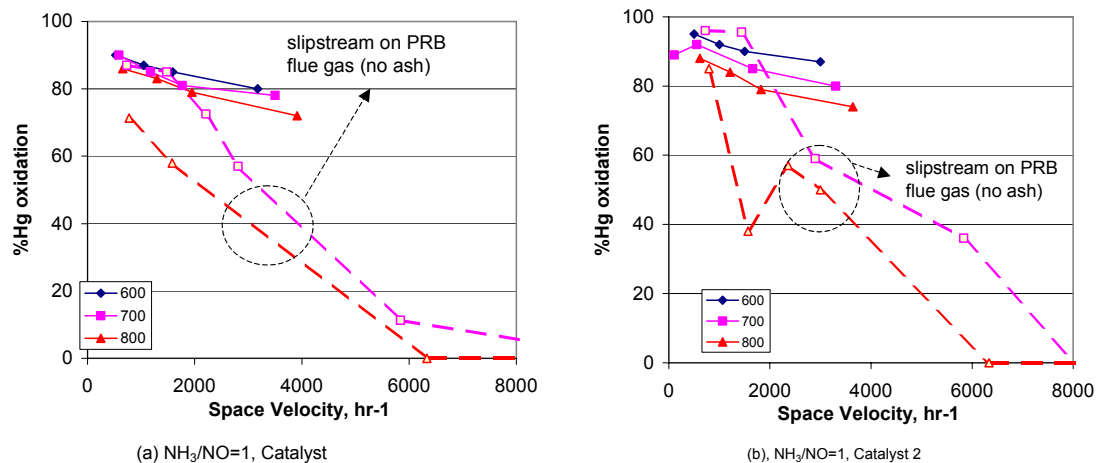 %Hg oxidation
100
80
60
40
20
0
0
2000
4000
6000
8000
Space Velocity, hr-1
slipstream on PRB
flue gas (no ash)
600
700
800
(a) NH₃/NO=1, Catalyst
%Hg oxidation
100
80
60
40
20
0
0
2000
4000
6000
8000
Space Velocity, hr-1
slipstream on PRB
flue gas (no ash)
600
700
800
(b), NH₃/NO=1, Catalyst 2